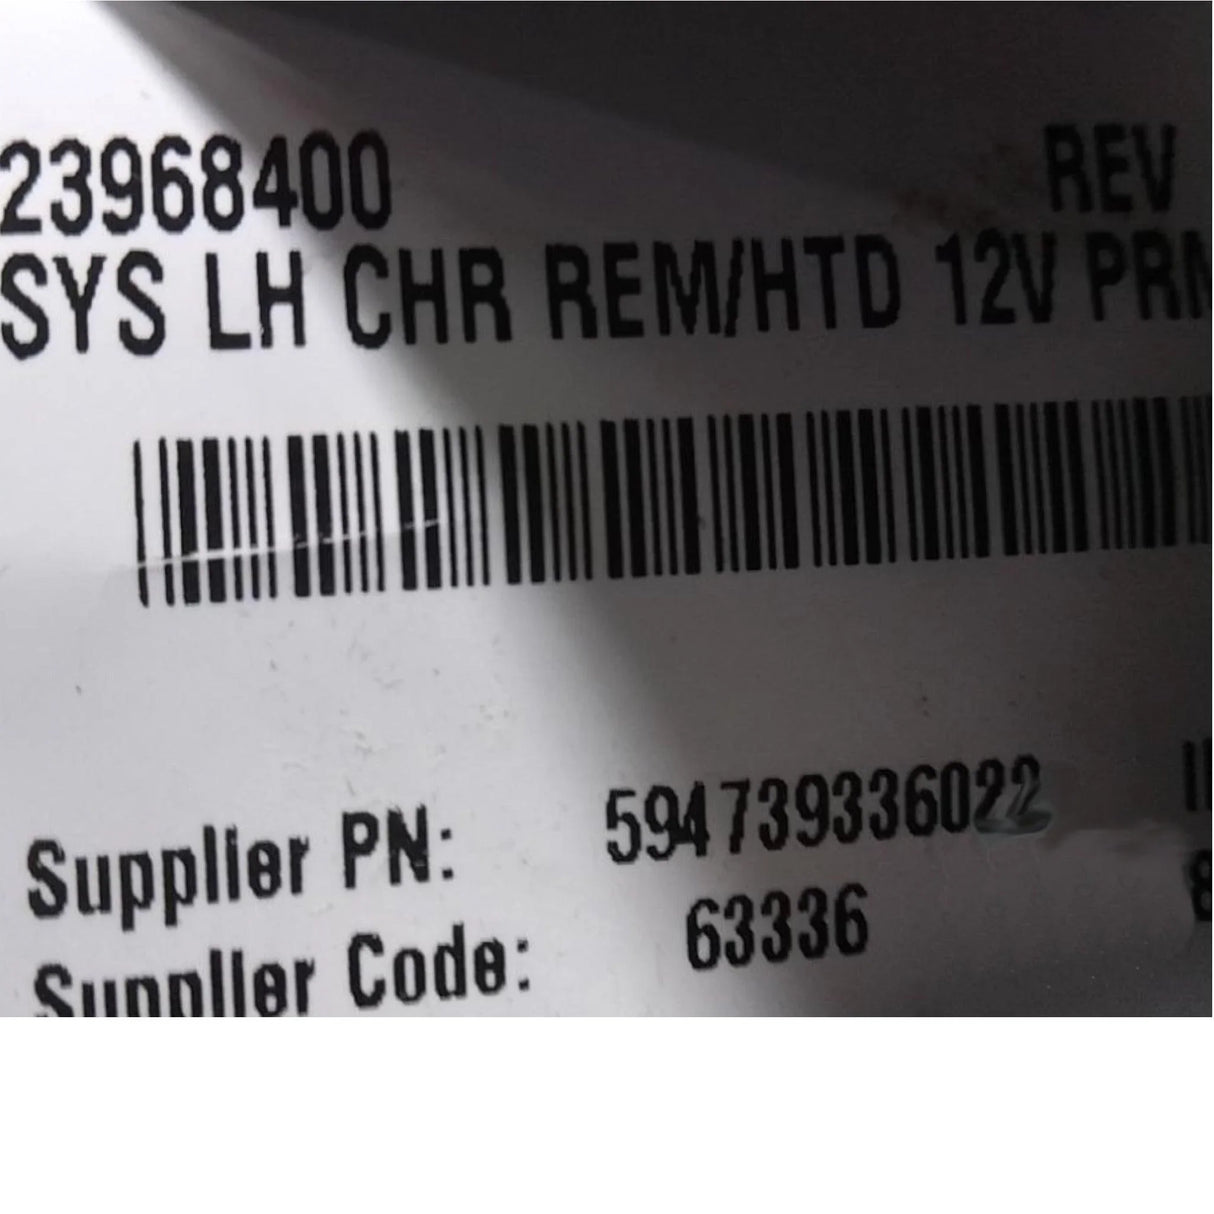 23968400 REV
SYS LH CHR REM/HTD 12V PRM
Supplier PN: 594739336022
Supplier Code: 63336